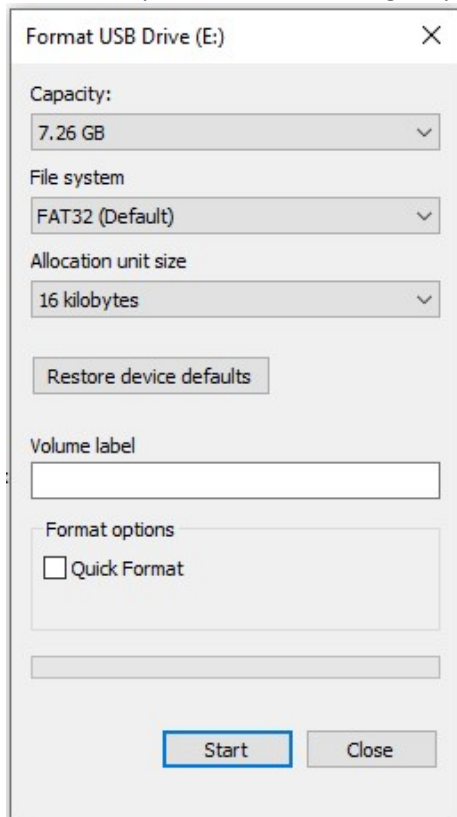 Format USB Drive (E:)
Capacity:
7.26 GB
File system
FAT32 (Default)
Allocation unit size
16 kilobytes
Restore device defaults
Volume label
Format options
Quick Format
Start Close